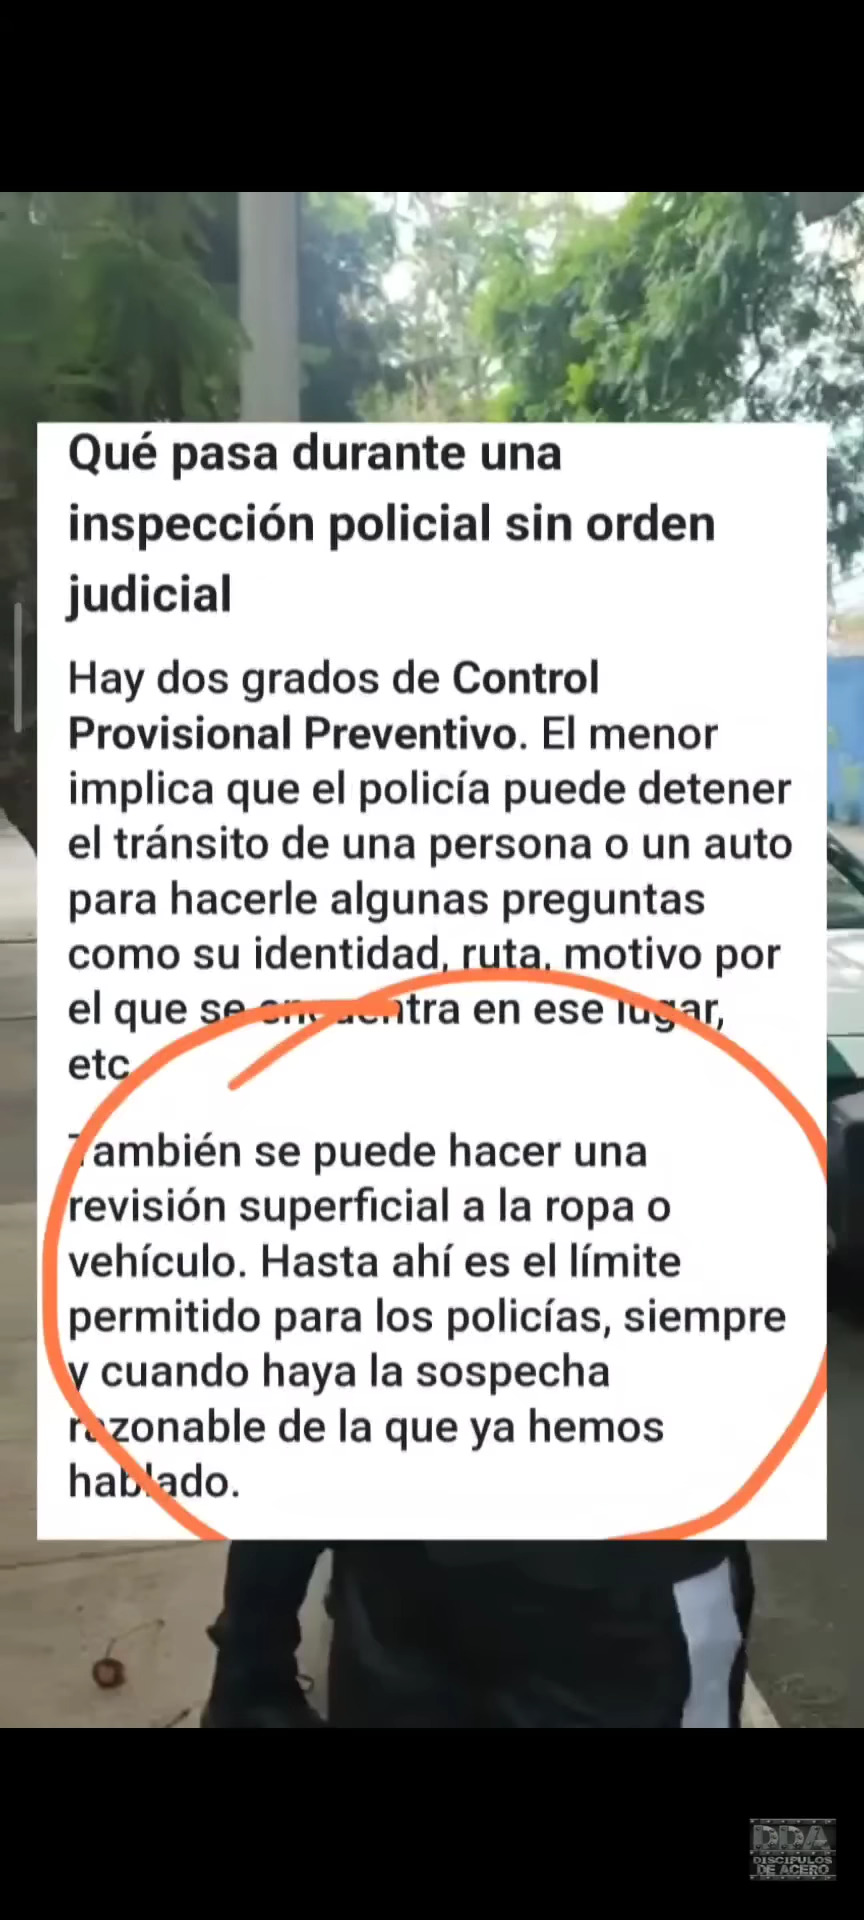 Qué pasa durante una
inspección policial sin orden
judicial
Hay dos grados de Control
Provisional Preventivo. El menor
implica que el policía puede detener
el tránsito de una persona o un auto
para hacerle algunas preguntas
como su identidad, ruta, motivo por
el que se encuentra en ese lugar,
etc
También se puede hacer una
revisión superficial a la ropa o
vehículo. Hasta ahí es el límite
permitido para los policías, siempre
y cuando haya la sospecha
razonable de la que ya hemos
hablado.
DDA
DISCIPULOS
DE ACERO